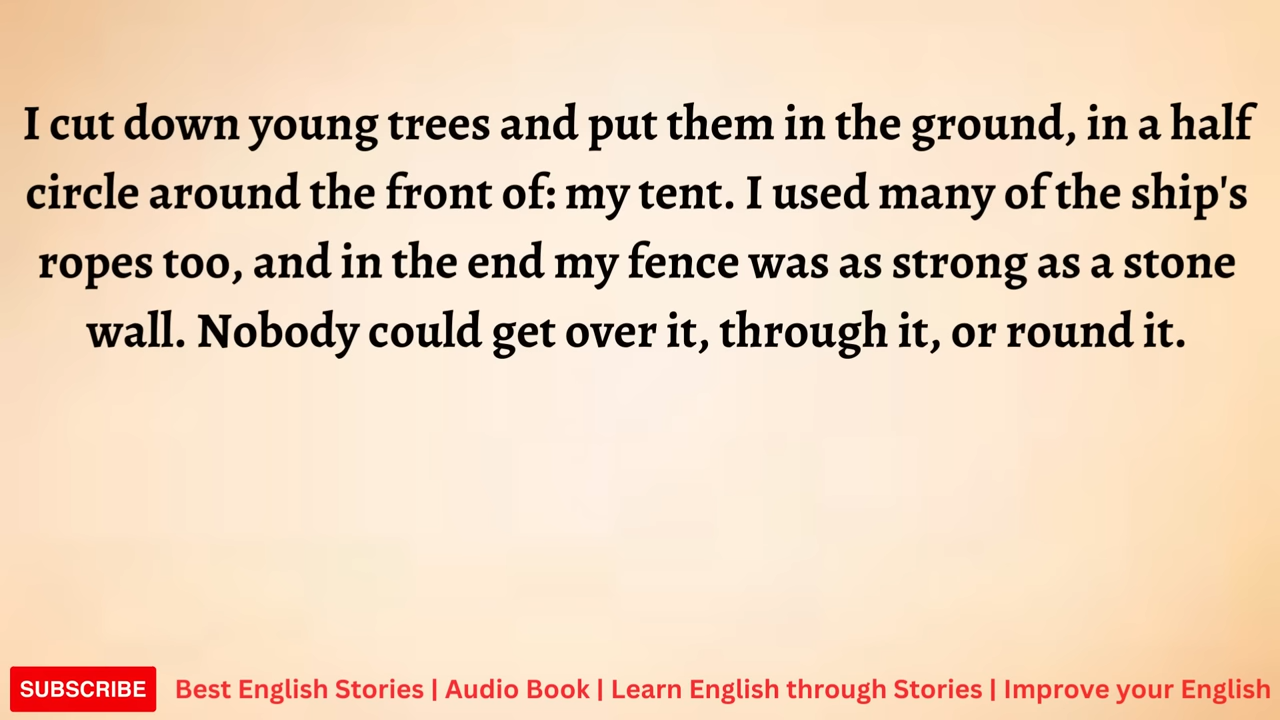 I cut down young trees and put them in the ground, in a half
circle around the front of: my tent. I used many of the ship's
ropes too, and in the end my fence was as strong as a stone
wall. Nobody could get over it, through it, or round it.
SUBSCRIBE Best English Stories | Audio Book | Learn English through Stories | Improve your English